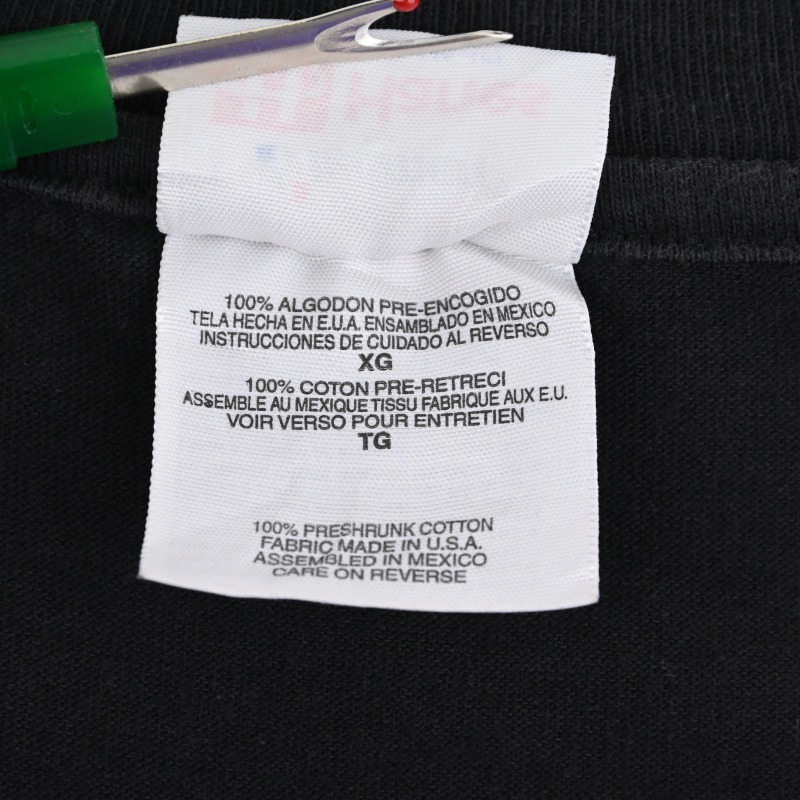 Hanes
100% ALGODON PRE-ENCOGIDO
TELA HECHA EN E.U.A. ENSAMBLADO EN MEXICO
INSTRUCCIONES DE CUIDADO AL REVERSO
XG
100% COTON PRE-RETRECI
ASSEMBLE AU MEXIQUE TISSU FABRIQUE AUX E.U.
VOIR VERSO POUR ENTRETIEN
TG
100% PRESHRUNK COTTON
FABRIC MADE IN U.S.A.
ASSEMBLED IN MEXICO
CARE ON REVERSE